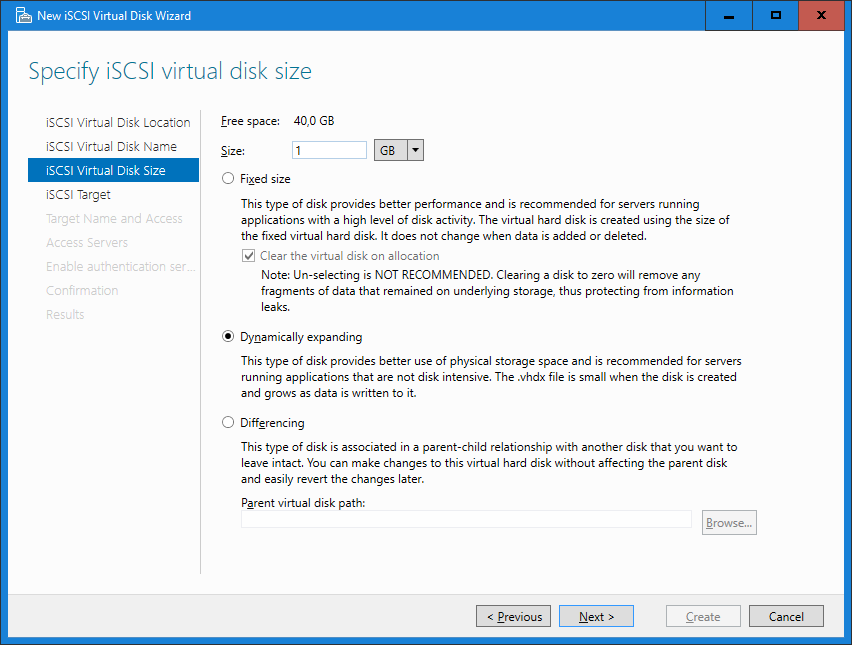 New iSCSI Virtual Disk Wizard
Specify iSCSI virtual disk size
iSCSI Virtual Disk Location
iSCSI Virtual Disk Name
iSCSI Virtual Disk Size
iSCSI Target
Target Name and Access
Access Servers
Enable authentication ser...
Confirmation
Results
Free space: 40,0 GB
Size: 1 GB
Fixed size
This type of disk provides better performance and is recommended for servers running
applications with a high level of disk activity. The virtual hard disk is created using the size of
the fixed virtual hard disk. It does not change when data is added or deleted.
Clear the virtual disk on allocation
Note: Un-selecting is NOT RECOMMENDED. Clearing a disk to zero will remove any
fragments of data that remained on underlying storage, thus protecting from information
leaks.
Dynamically expanding
This type of disk provides better use of physical storage space and is recommended for servers
running applications that are not disk intensive. The .vhdx file is small when the disk is created
and grows as data is written to it.
Differencing
This type of disk is associated in a parent-child relationship with another disk that you want to
leave intact. You can make changes to this virtual hard disk without affecting the parent disk
and easily revert the changes later.
Parent virtual disk path:
Browse...
< Previous Next > Create Cancel